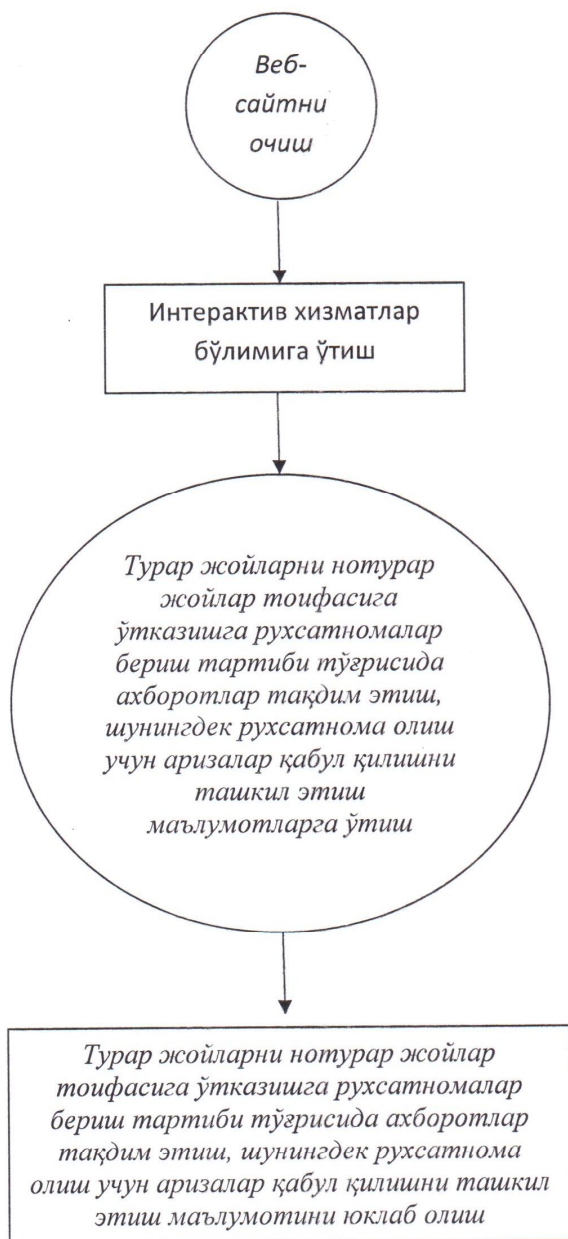 Веб-
сайтни
очиш
Интерактив хизматлар
бўлимига ўтиш
Турар жойларни нотурар
жойлар тоифасига
ўтказишга рухсатномалар
бериш тартиби тўғрисида
ахборотлар тақдим этиш,
шунингдек рухсатнома олиш
учун аризалар қабул қилишни
ташкил этиш
маълумотларга ўтиш
Турар жойларни нотурар жойлар
тоифасига ўтказишга рухсатномалар
бериш тартиби тўғрисида ахборотлар
тақдим этиш, шунингдек рухсатнома
олиш учун аризалар қабул қилишни ташкил
этиш маълумотини юклаб олиш